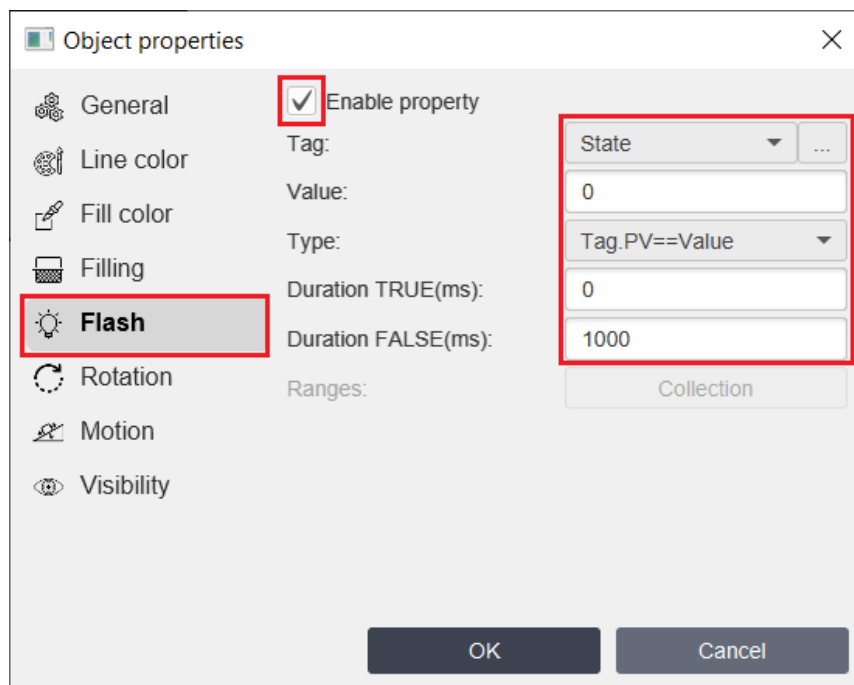 Object properties
General
Line color
Fill color
Filling
Flash
Rotation
Motion
Visibility
Enable property
Tag:
State
...
Value:
0
Type:
Tag.PV==Value
Duration TRUE(ms):
0
Duration FALSE(ms):
1000
Ranges:
Collection
OK
Cancel